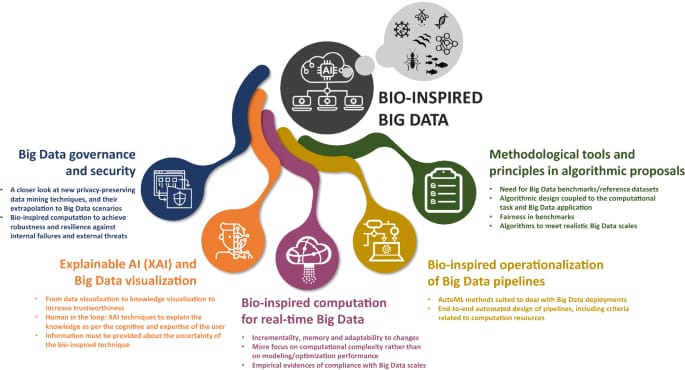 AI
BIO-INSPIRED
BIG DATA
Big Data governance
and security
• A closer look at new privacy-preserving
data mining techniques, and their
extrapolation to Big Data scenarios
• Bio-inspired computation to achieve
robustness and resilience against
internal failures and external threats
Explainable AI (XAI) and
Big Data visualization
• From data visualization to knowledge visualization to
increase trustworthiness
• Human in the loop: XAI techniques to explain the
knowledge as per the cognitive and expertise of the user
• Information must be provided about the uncertainty of
the bio-inspired technique
Bio-inspired computation
for real-time Big Data
• Incrementality, memory and adaptability to changes
• More focus on computational complexity rather than
on modeling/optimization performance
• Empirical evidences of compliance with Big Data scales
Bio-inspired operationalization
of Big Data pipelines
• AutoML methods suited to deal with Big Data deployments
• End-to-end automated design of pipelines, including criteria
related to computation resources
Methodological tools and
principles in algorithmic proposals
• Need for Big Data benchmarks/reference datasets
• Algorithmic design coupled to the computational
task and Big Data application
• Fairness in benchmarks
• Algorithms to meet realistic Big Data scales